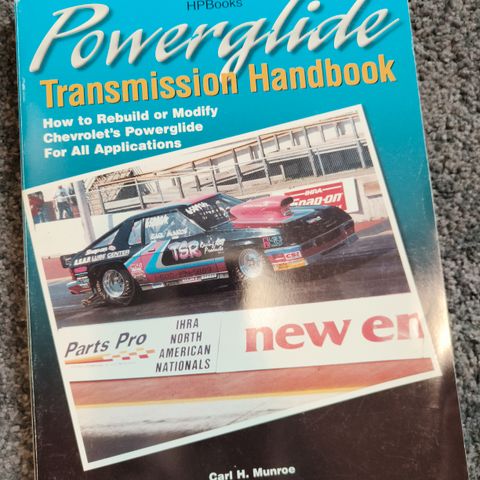 HPBooks
Powerglide
Transmission Handbook
How to Rebuild or Modify
Chevrolet's Powerglide
For All Applications
IHRA
Snap-on
TSR
Parts Pro
IHRA
NORTH
AMERICAN
NATIONALS
new en
Carl H. Munroe